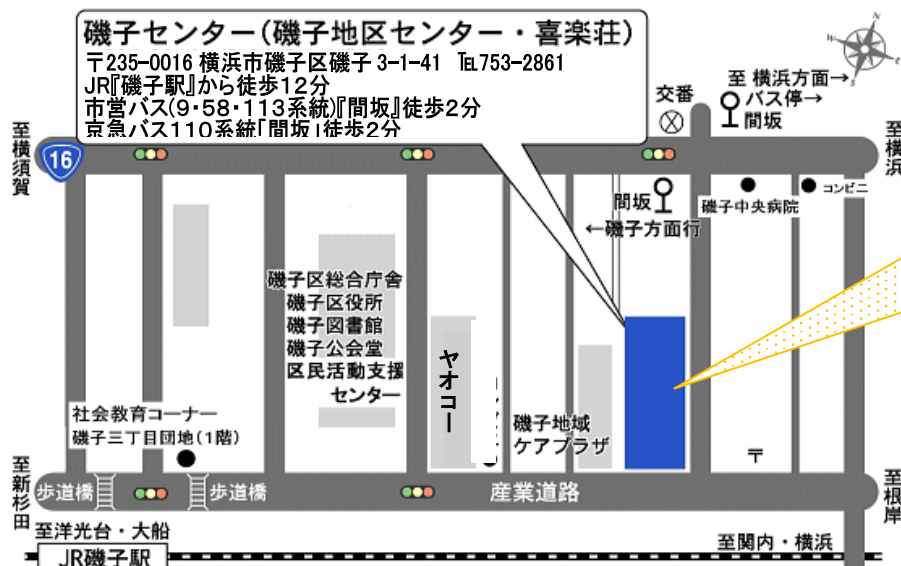 磯子センター(磯子地区センター・喜楽荘)
〒235-0016 横浜市磯子区磯子 3-1-41 ℡753-2861
JR『磯子駅』から徒歩12分
市営バス(9・58・113系統)『間坂』徒歩2分
京急バス110系統「間坂」徒歩2分
N
W
E
S
至 横浜方面→
バス停→
間坂
交番
至横須賀
16
至横浜
間坂
←磯子方面行
磯子中央病院
コンビニ
磯子区総合庁舎
磯子区役所
磯子図書館
磯子公会堂
区民活動支援
センター
ヤオコー
磯子地域
ケアプラザ
〒
社会教育コーナー
磯子三丁目団地(1階)
至新杉田
歩道橋
歩道橋
産業道路
至根岸
至洋光台・大船
JR磯子駅
至関内・横浜